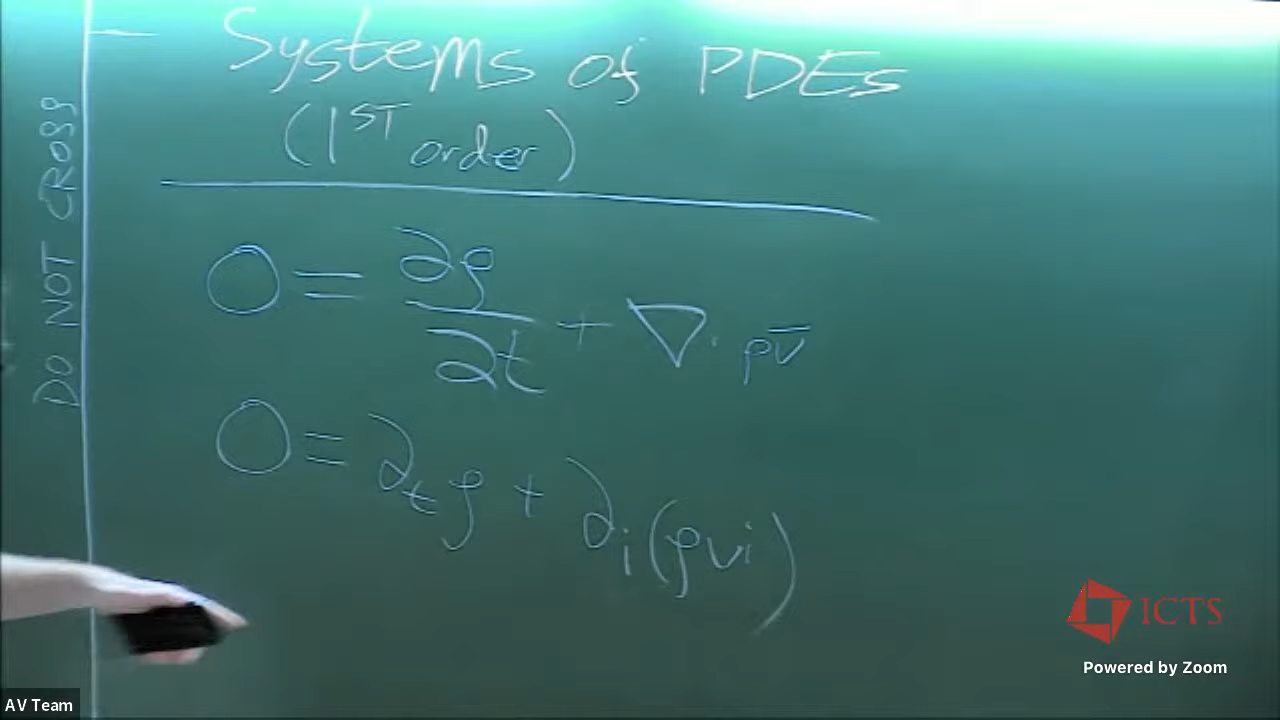 Systems of PDEs
(1ST order)
DO NOT CROSS
0 = ∂ρ/∂t + ∇· ρv̄
0 = ∂tρ + ∂i(ρvi)
ICTS
Powered by Zoom
AV Team